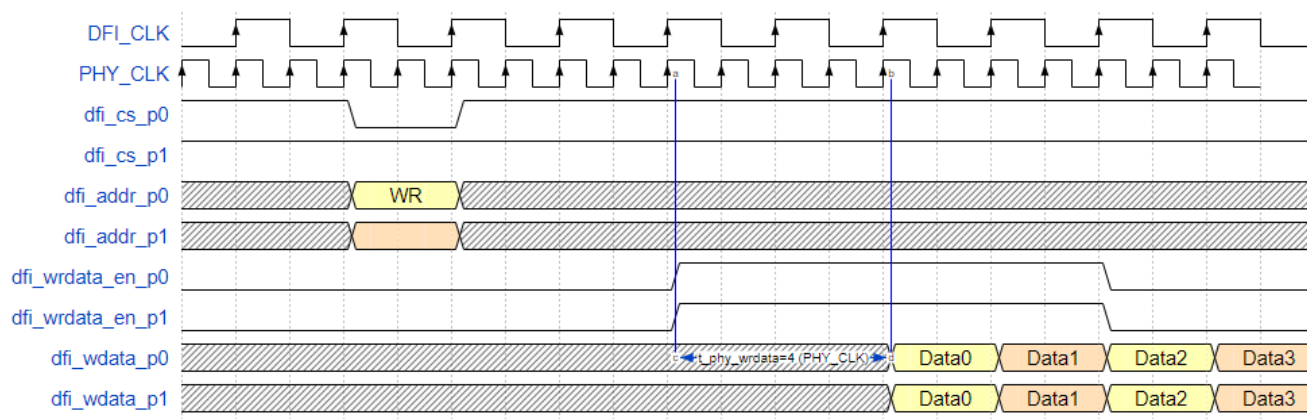 DFI_CLK
PHY_CLK
a b
dfi_cs_p0
dfi_cs_p1
dfi_addr_p0 WR
dfi_addr_p1
dfi_wrdata_en_p0
dfi_wrdata_en_p1
dfi_wdata_p0 c t_phy_wrdata=4 (PHY_CLK) d Data0 Data1 Data2 Data3
dfi_wdata_p1 Data0 Data1 Data2 Data3